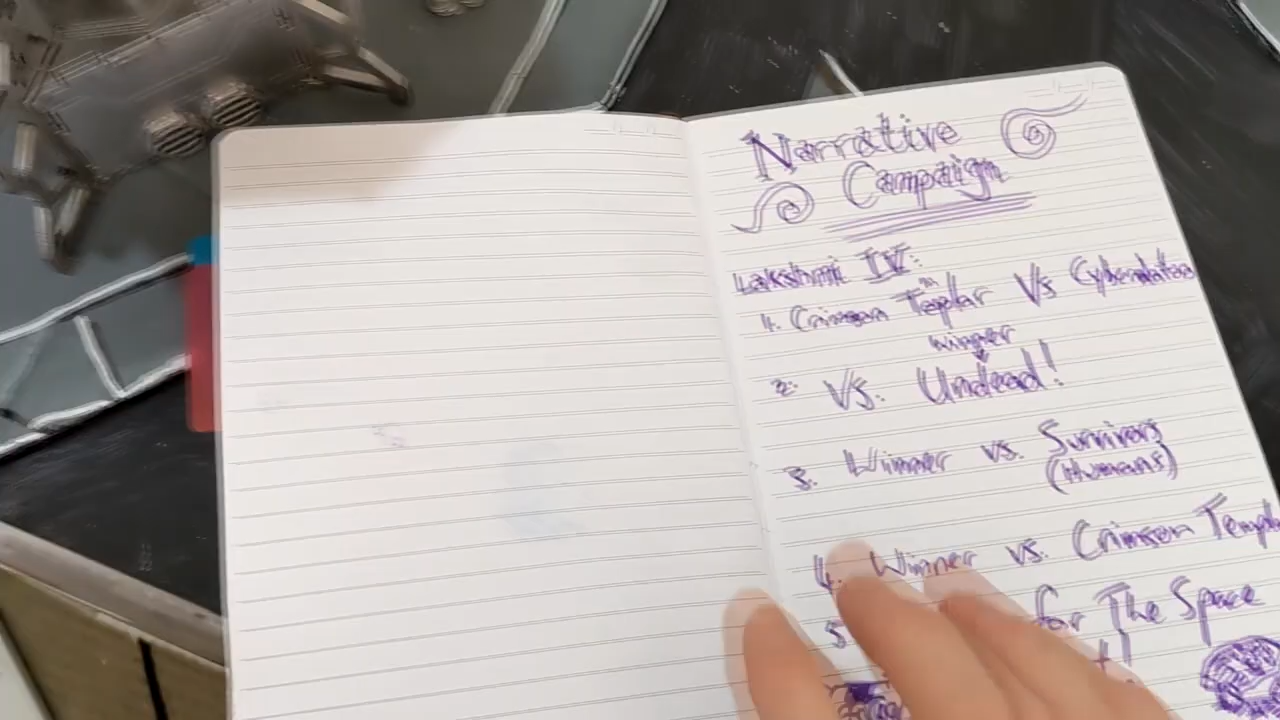 Narrative
Campaign
Lakshmi IV:
1. Crimson Templar Vs
winner
2. Vs. Undead!
3. Winner vs. Survivors
(Humans)
4. Winner vs. Crimson Templ
5 for The Space